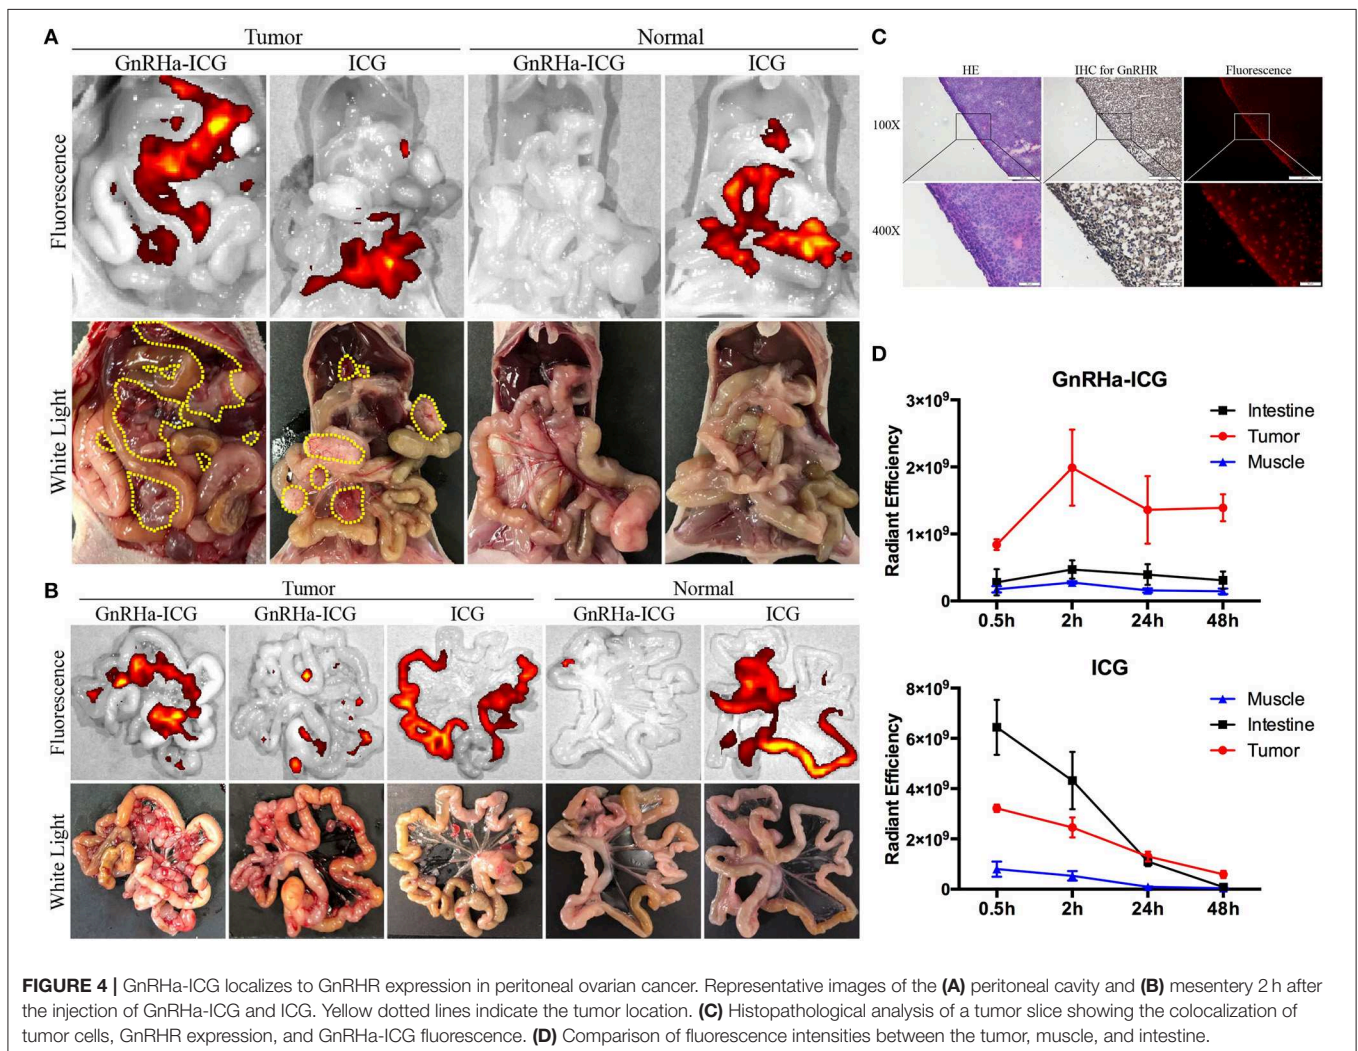 A
Tumor
Normal
GnRHa-ICG
ICG
GnRHa-ICG
ICG
Fluorescence
White Light
B
Tumor
Normal
GnRHa-ICG
GnRHa-ICG
ICG
GnRHa-ICG
ICG
Fluorescence
White Light
C
HE
IHC for GnRHR
Fluorescence
100X
400X
D
GnRHa-ICG
Radiant Efficiency
3×10⁹
2×10⁹
1×10⁹
0
0.5h
2h
24h
48h
Intestine
Tumor
Muscle
ICG
Radiant Efficiency
8×10⁹
6×10⁹
4×10⁹
2×10⁹
0
0.5h
2h
24h
48h
Muscle
Intestine
Tumor
FIGURE 4 | GnRHa-ICG localizes to GnRHR expression in peritoneal ovarian cancer. Representative images of the (A) peritoneal cavity and (B) mesentery 2 h after
the injection of GnRHa-ICG and ICG. Yellow dotted lines indicate the tumor location. (C) Histopathological analysis of a tumor slice showing the colocalization of
tumor cells, GnRHR expression, and GnRHa-ICG fluorescence. (D) Comparison of fluorescence intensities between the tumor, muscle, and intestine.